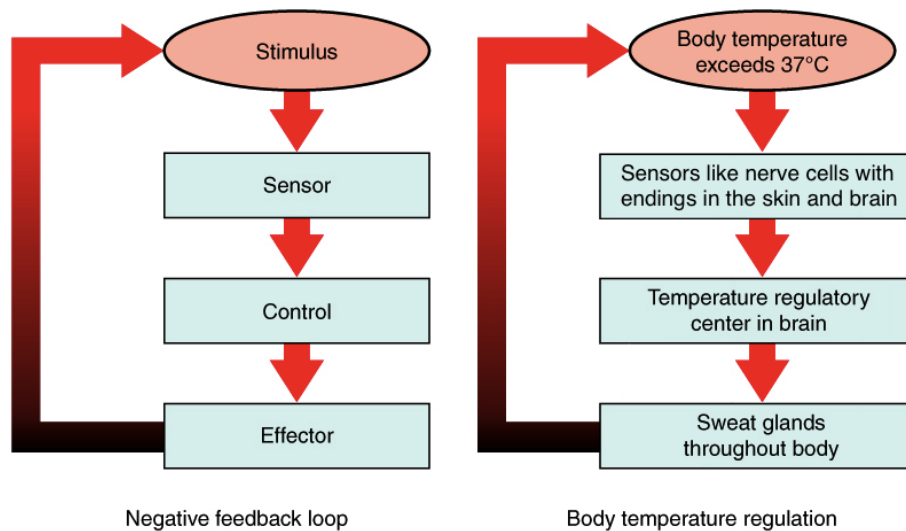 Stimulus
Sensor
Control
Effector
Negative feedback loop
Body temperature
exceeds 37°C
Sensors like nerve cells with
endings in the skin and brain
Temperature regulatory
center in brain
Sweat glands
throughout body
Body temperature regulation